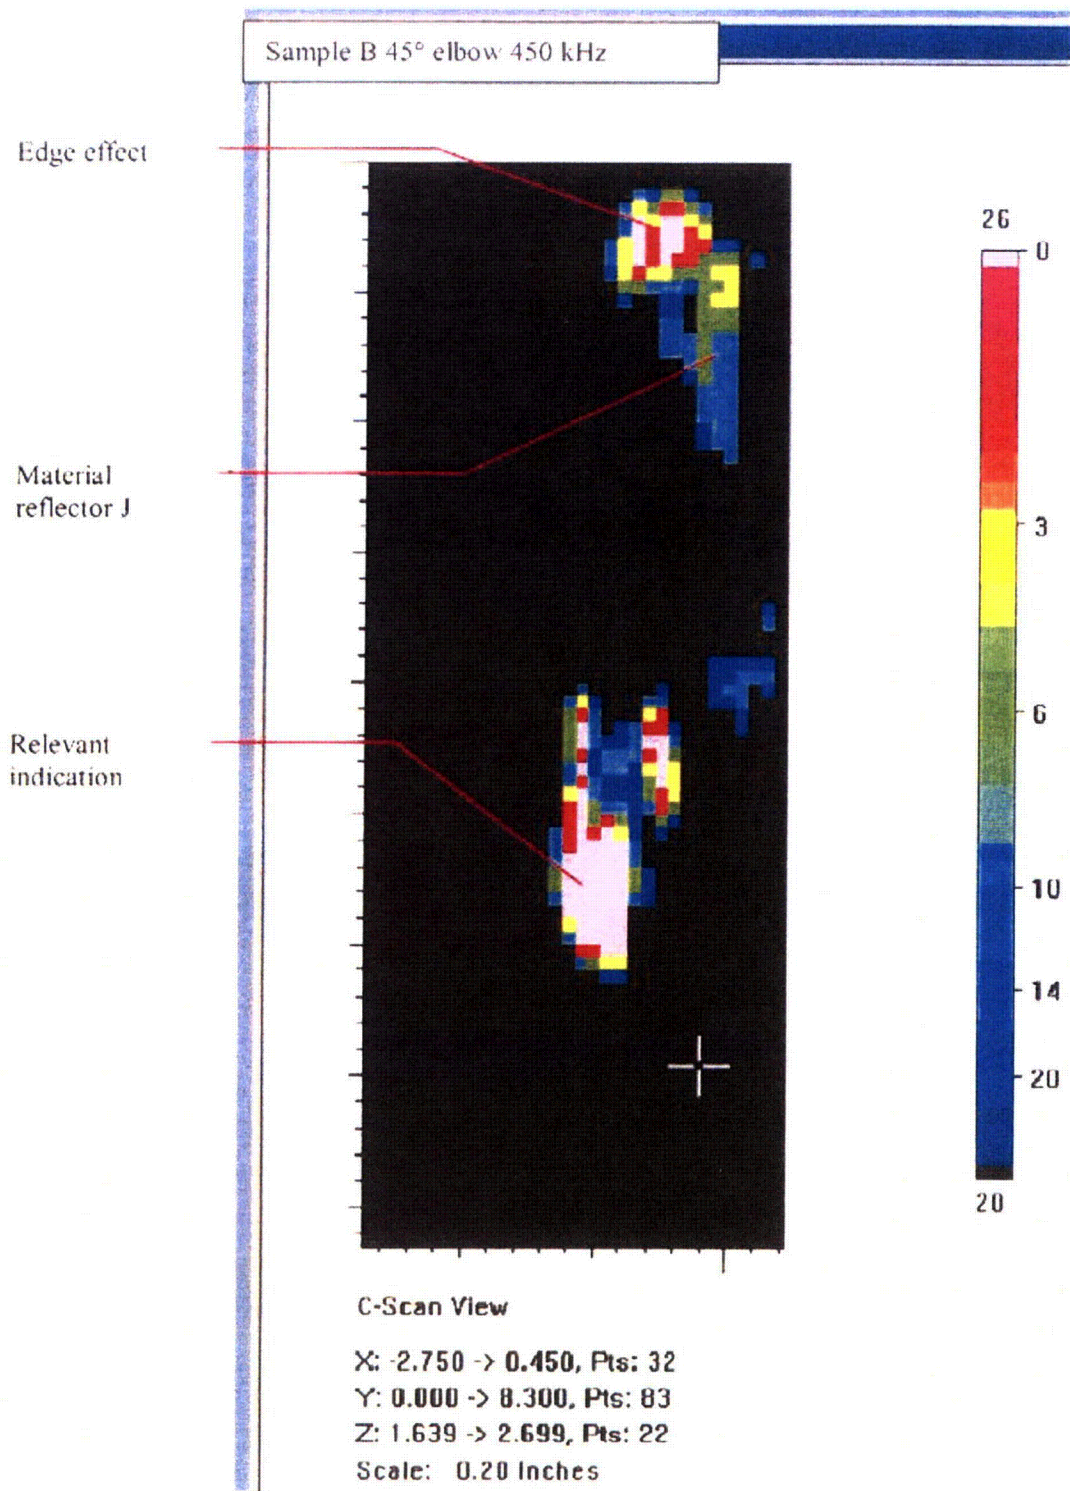 Sample B 45° elbow 450 kHz
Edge effect
26
0
Material
reflector J
3
6
Relevant
indication
10
14
20
20
C-Scan View
X: -2.750 -> 0.450, Pts: 32
Y: 0.000 -> 8.300, Pts: 83
Z: 1.639 -> 2.699, Pts: 22
Scale: 0.20 Inches